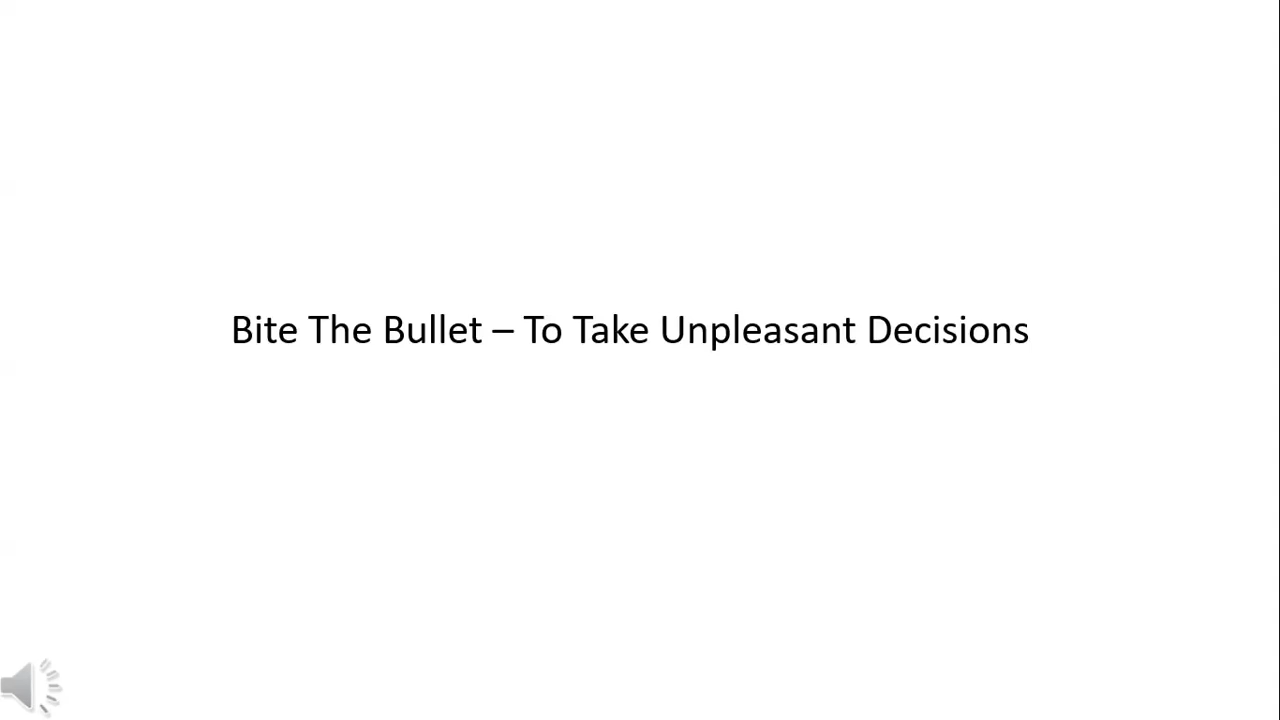 Bite The Bullet – To Take Unpleasant Decisions